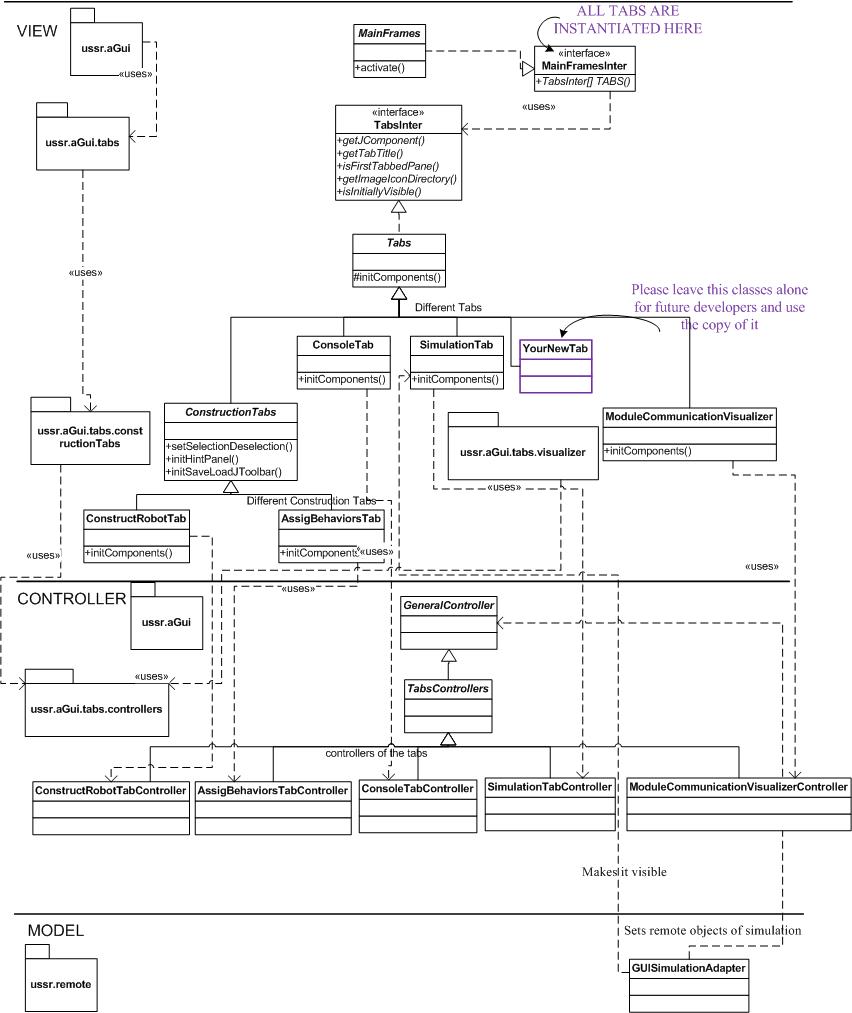 VIEW
ussr.aGui
«uses»
ussr.aGui.tabs
MainFrames
+activate()
ALL TABS ARE
INSTANTIATED HERE
«interface»
MainFramesInter
+TabsInter[] TABS()
«uses»
«interface»
TabsInter
+getJComponent()
+getTabTitle()
+isFirstTabbedPane()
+getImageIconDirectory()
+isInitiallyVisible()
Tabs
#initComponents()
«uses»
Different Tabs
Please leave this classes alone
for future developers and use
the copy of it
ConsoleTab
+initComponents()
SimulationTab
+initComponents()
YourNewTab
ussr.aGui.tabs.const
ructionTabs
ConstructionTabs
+setSelectionDeselection()
+initHintPanel()
+initSaveLoadJToolbar()
ussr.aGui.tabs.visualizer
ModuleCommunicationVisualizer
+initComponents()
«uses»
Different Construction Tabs
ConstructRobotTab
+initComponents()
AssigBehaviorsTab
+initComponents
«uses»
«uses»
«uses»
«uses»
CONTROLLER
ussr.aGui
GeneralController
«uses»
ussr.aGui.tabs.controllers
TabsControllers
controllers of the tabs
ConstructRobotTabController
AssigBehaviorsTabController
ConsoleTabController
SimulationTabController
ModuleCommunicationVisualizerController
Makes it visible
MODEL
Sets remote objects of simulation
ussr.remote
GUISimulationAdapter